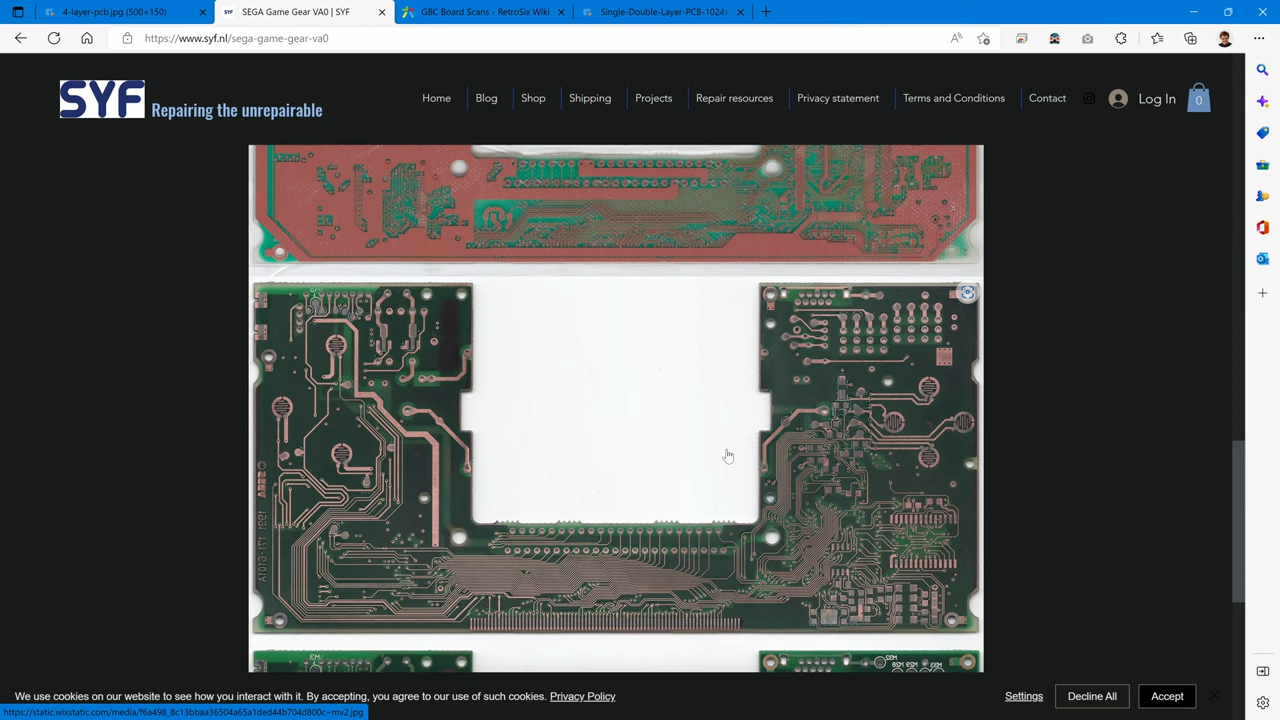 4-layer-pcb.jpg (500×150)
SEGA Game Gear VA0 | SYF
GBC Board Scans - RetroSix Wiki
Single-Double-Layer-PCB-1024x
https://www.syf.nl/sega-game-gear-va0
SYF Repairing the unrepairable
Home
Blog
Shop
Shipping
Projects
Repair resources
Privacy statement
Terms and Conditions
Contact
Log In
0
We use cookies on our website to see how you interact with it. By accepting, you agree to our use of such cookies. Privacy Policy
Settings
Decline All
Accept
https://static.wixstatic.com/media/f6a498_8c13bbaa36504a65a1ded44b704d800c~mv2.jpg